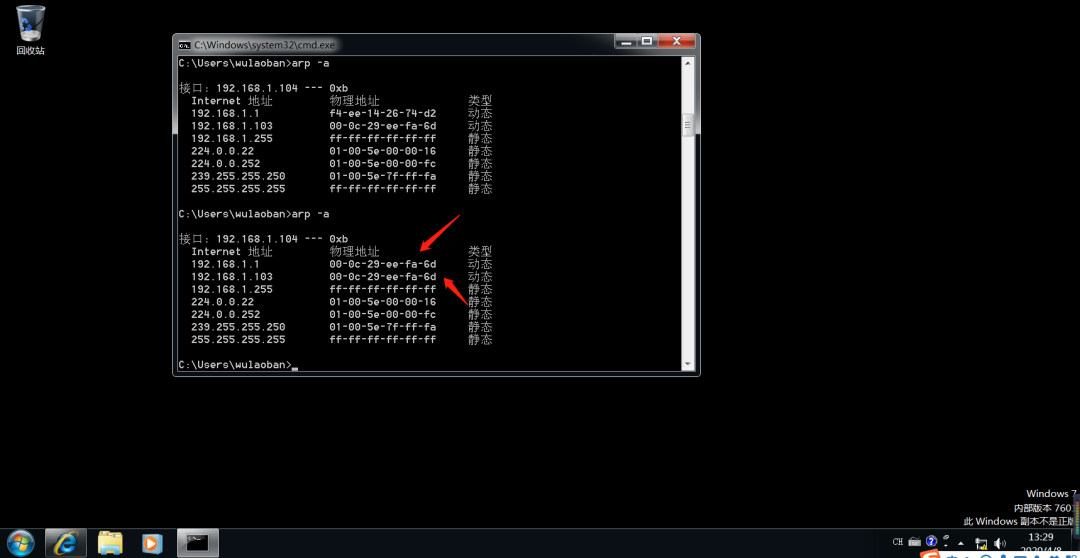 回收站
C:\Windows\system32\cmd.exe
C:\Users\wulaoban>arp -a
接口: 192.168.1.104 --- 0xb
Internet 地址 物理地址 类型
192.168.1.1 f4-ee-14-26-74-d2 动态
192.168.1.103 00-0c-29-ee-fa-6d 动态
192.168.1.255 ff-ff-ff-ff-ff-ff 静态
224.0.0.22 01-00-5e-00-00-16 静态
224.0.0.252 01-00-5e-00-00-fc 静态
239.255.255.250 01-00-5e-7f-ff-fa 静态
255.255.255.255 ff-ff-ff-ff-ff-ff 静态
C:\Users\wulaoban>arp -a
接口: 192.168.1.104 --- 0xb
Internet 地址 物理地址 类型
192.168.1.1 00-0c-29-ee-fa-6d 动态
192.168.1.103 00-0c-29-ee-fa-6d 动态
192.168.1.255 ff-ff-ff-ff-ff-ff 静态
224.0.0.22 01-00-5e-00-00-16 静态
224.0.0.252 01-00-5e-00-00-fc 静态
239.255.255.250 01-00-5e-7f-ff-fa 静态
255.255.255.255 ff-ff-ff-ff-ff-ff 静态
C:\Users\wulaoban>
Windows 7
内部版本 7601
此 Windows 副本不是正版
CH
13:29
2020/4/8